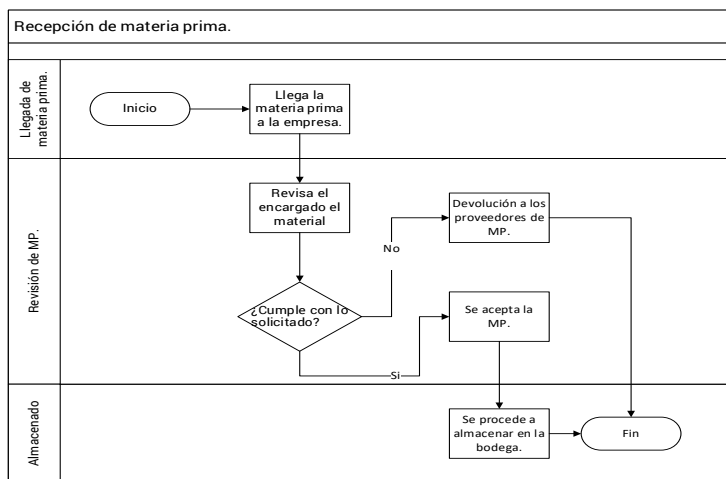 Recepción de materia prima.
Llegada de
materia prima.
Inicio
Llega la
materia prima
a la empresa.
Revisión de MP.
Revisa el
encargado el
material
Devolución a los
proveedores de
MP.
No
¿Cumple con lo
solicitado?
Se acepta la
MP.
Si
Almacenado
Se procede a
almacenar en la
bodega.
Fin